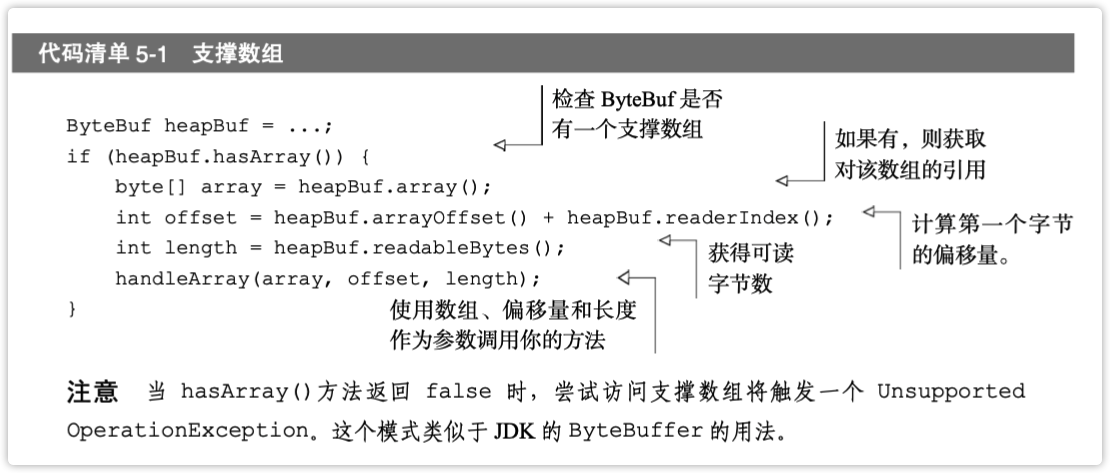 代码清单 5-1 支撑数组
ByteBuf heapBuf = ...;
if (heapBuf.hasArray()) {
byte[] array = heapBuf.array();
int offset = heapBuf.arrayOffset() + heapBuf.readerIndex();
int length = heapBuf.readableBytes();
handleArray(array, offset, length);
}
检查 ByteBuf 是否
有一个支撑数组
如果有，则获取
对该数组的引用
计算第一个字节
的偏移量。
获得可读
字节数
使用数组、偏移量和长度
作为参数调用你的方法
注意 当 hasArray()方法返回 false 时，尝试访问支撑数组将触发一个 Unsupported
OperationException。这个模式类似于 JDK 的 ByteBuffer 的用法。